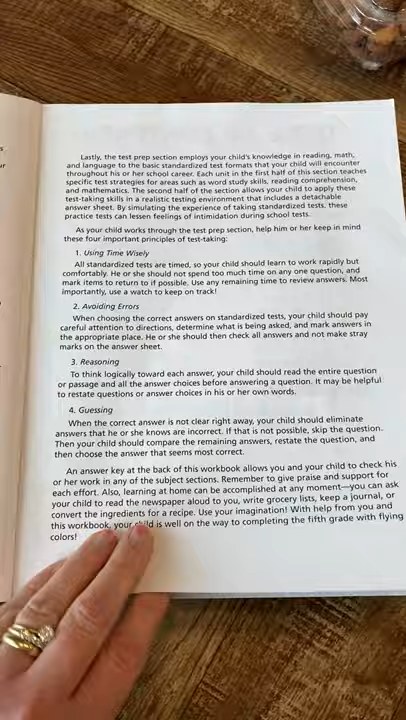 Lastly, the test prep section employs your child's knowledge in reading, math,
and language to the basic standardized test formats that your child will encounter
throughout his or her school career. Each unit in the first half of this section teaches
specific test strategies for areas such as word study skills, reading comprehension,
and mathematics. The second half of the section allows your child to apply these
test-taking skills in a realistic testing environment that includes a detachable
answer sheet. By simulating the experience of taking standardized tests, these
practice tests can lessen feelings of intimidation during school tests.
As your child works through the test prep section, help him or her keep in mind
these four important principles of test-taking:
1. Using Time Wisely
All standardized tests are timed, so your child should learn to work rapidly but
comfortably. He or she should not spend too much time on any one question, and
mark items to return to if possible. Use any remaining time to review answers. Most
importantly, use a watch to keep on track!
2. Avoiding Errors
When choosing the correct answers on standardized tests, your child should pay
careful attention to directions, determine what is being asked, and mark answers in
the appropriate place. He or she should then check all answers and not make stray
marks on the answer sheet.
3. Reasoning
To think logically toward each answer, your child should read the entire question
or passage and all the answer choices before answering a question. It may be helpful
to restate questions or answer choices in his or her own words.
4. Guessing
When the correct answer is not clear right away, your child should eliminate
answers that he or she knows are incorrect. If that is not possible, skip the question.
Then your child should compare the remaining answers, restate the question, and
then choose the answer that seems most correct.
An answer key at the back of this workbook allows you and your child to check his
or her work in any of the subject sections. Remember to give praise and support for
each effort. Also, learning at home can be accomplished at any moment—you can ask
your child to read the newspaper aloud to you, write grocery lists, keep a journal, or
convert the ingredients for a recipe. Use your imagination! With help from you and
this workbook, your child is well on the way to completing the fifth grade with flying
colors!